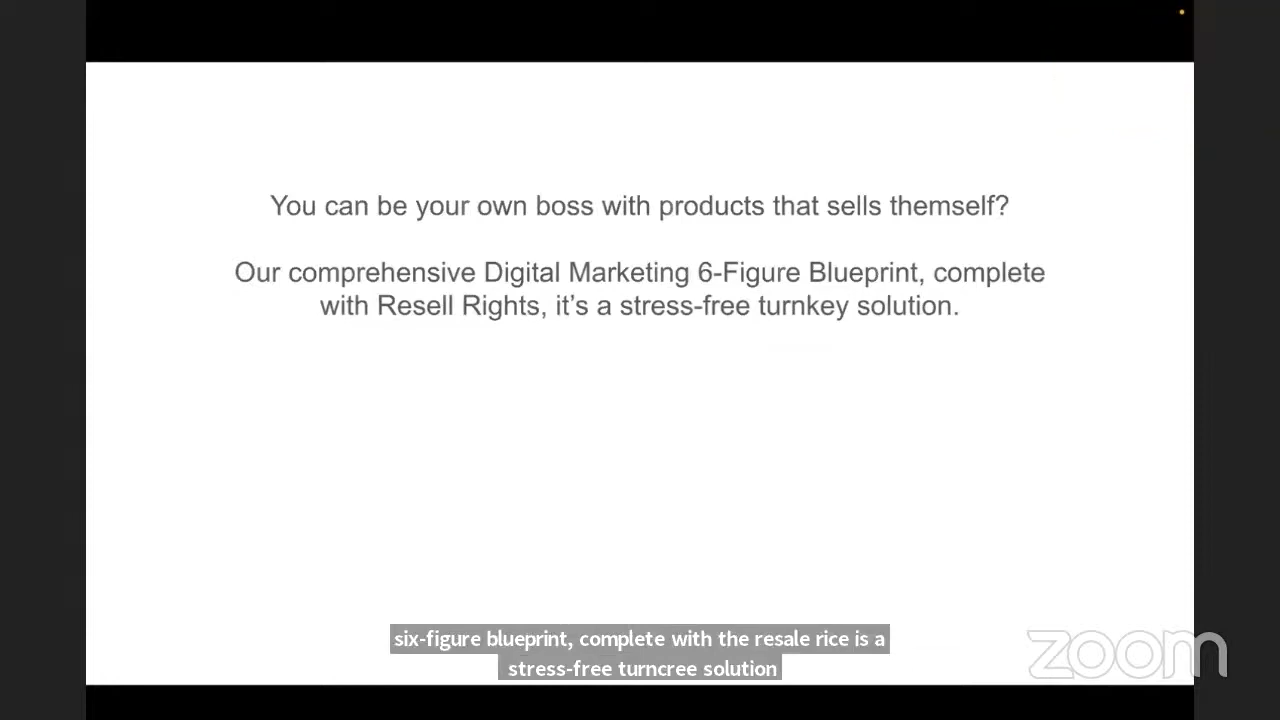 You can be your own boss with products that sells themself?
Our comprehensive Digital Marketing 6-Figure Blueprint, complete
with Resell Rights, it’s a stress-free turnkey solution.
six-figure blueprint, complete with the resale rice is a
stress-free turncree solution
zoom